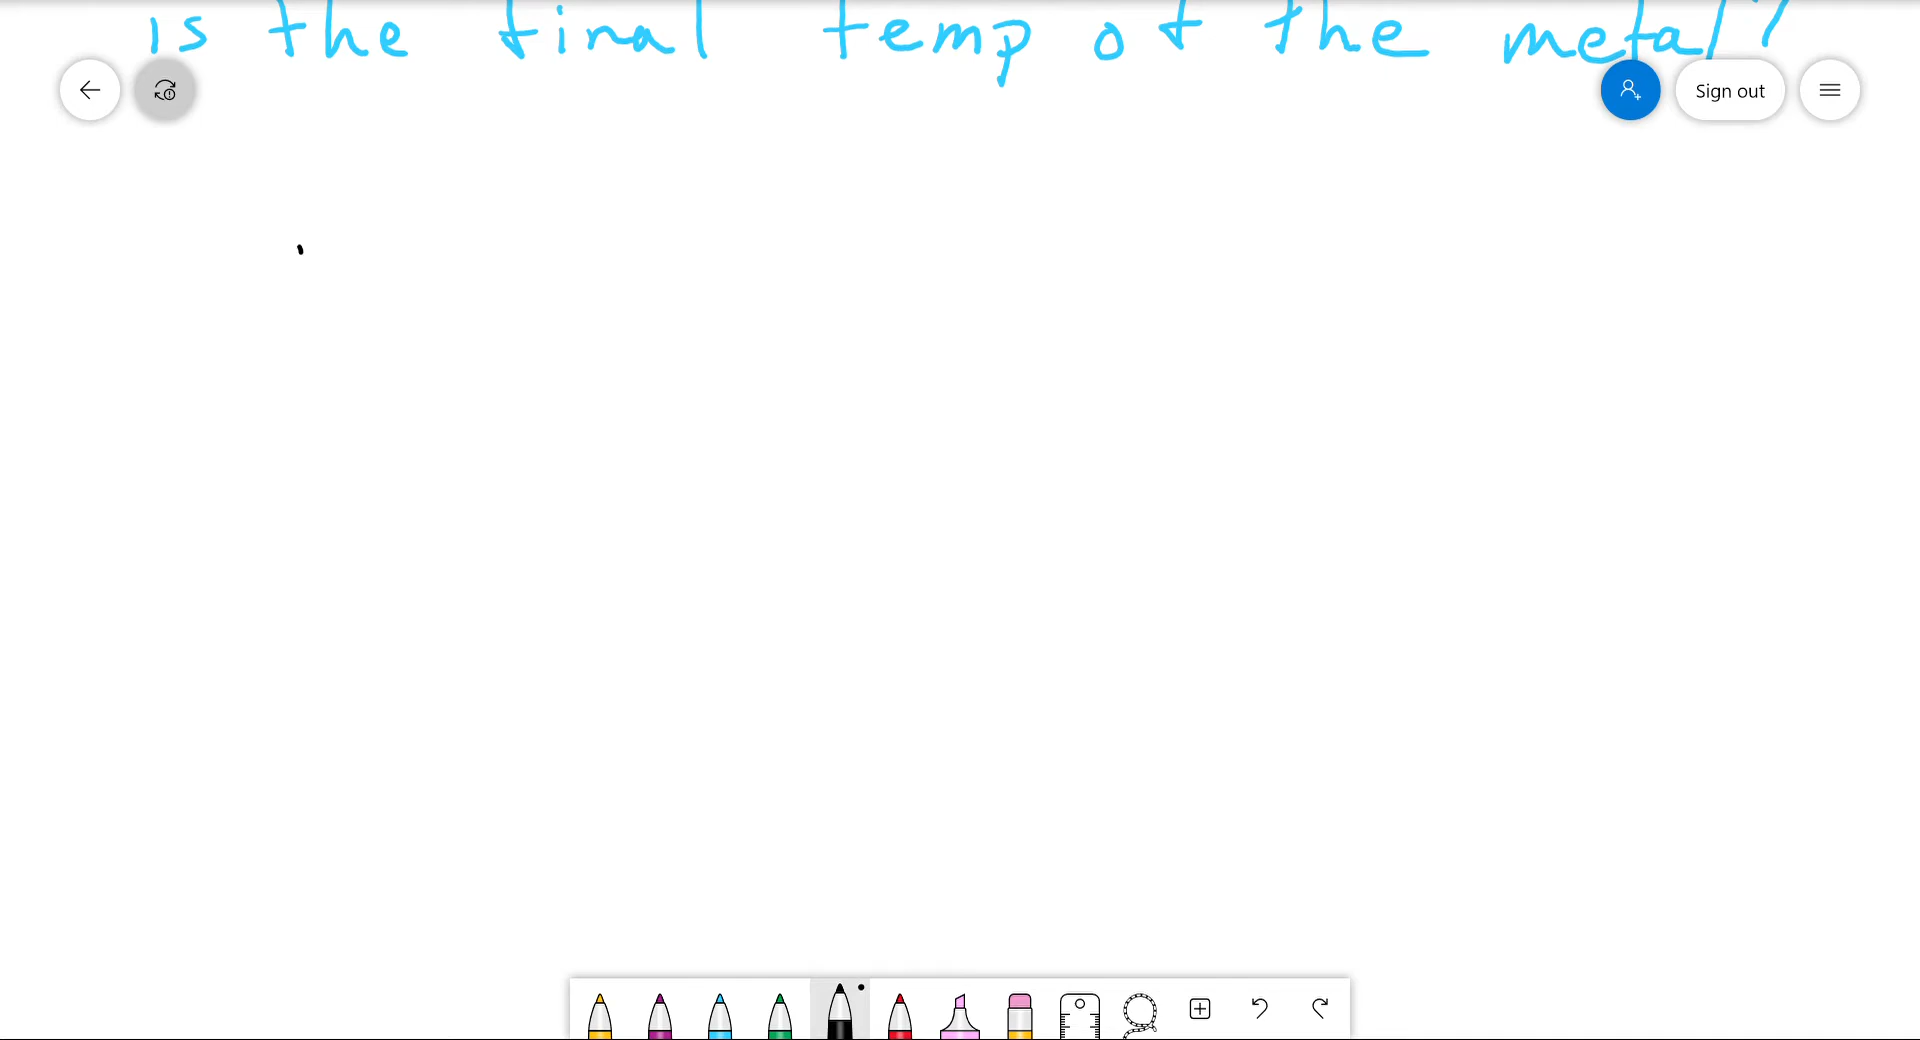 is the final temp of the metal?
Sign out